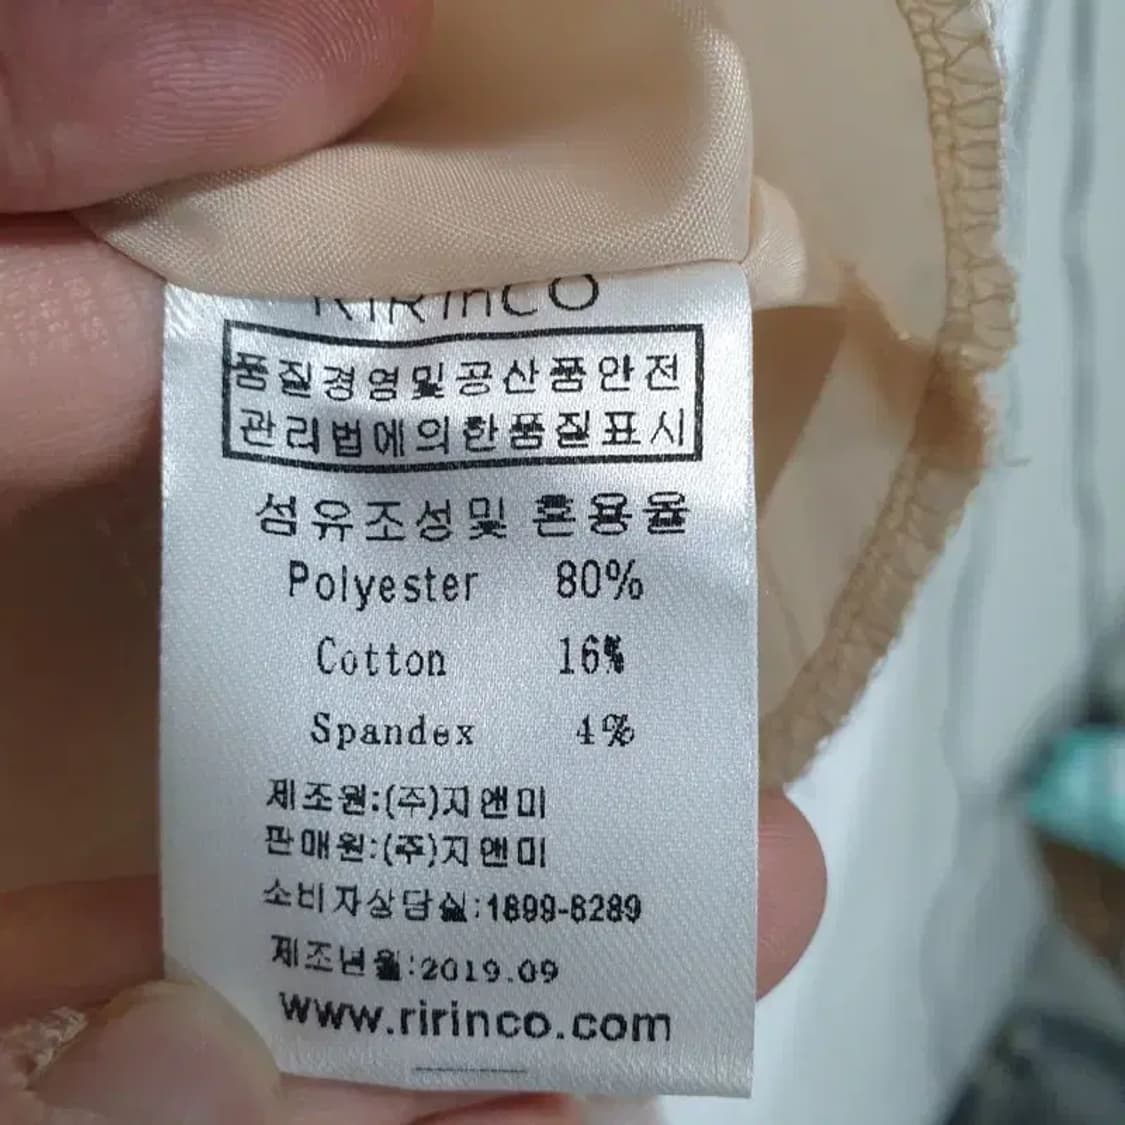 RIRInCO
품질경영및공산품안전
관리법에의한품질표시
섬유조성및 혼용율
Polyester 80%
Cotton 16%
Spandex 4%
제조원:(주)지앤미
판매원:(주)지앤미
소비자상담실:1899-8289
제조년월:2019.09
www.ririnco.com